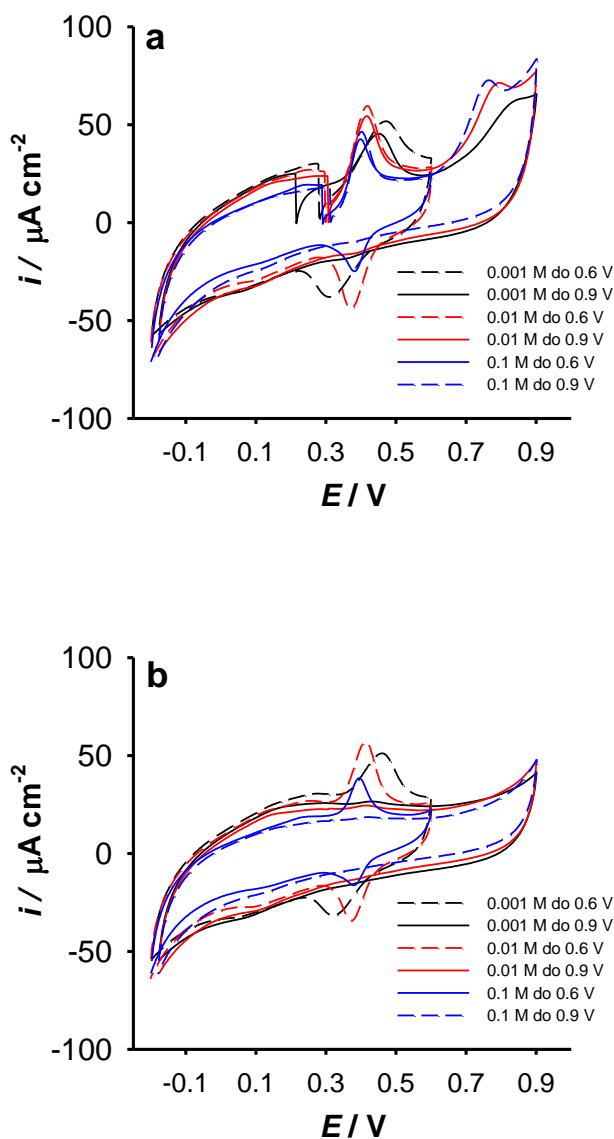 a
100
50
0
-50
-100
i / µA cm-2
0.001 M do 0.6 V
0.001 M do 0.9 V
0.01 M do 0.6 V
0.01 M do 0.9 V
0.1 M do 0.6 V
0.1 M do 0.9 V
-0.1 0.1 0.3 0.5 0.7 0.9
E / V
b
100
50
0
-50
-100
i / µA cm-2
0.001 M do 0.6 V
0.001 M do 0.9 V
0.01 M do 0.6 V
0.01 M do 0.9 V
0.1 M do 0.6 V
0.1 M do 0.9 V
-0.1 0.1 0.3 0.5 0.7 0.9
E / V